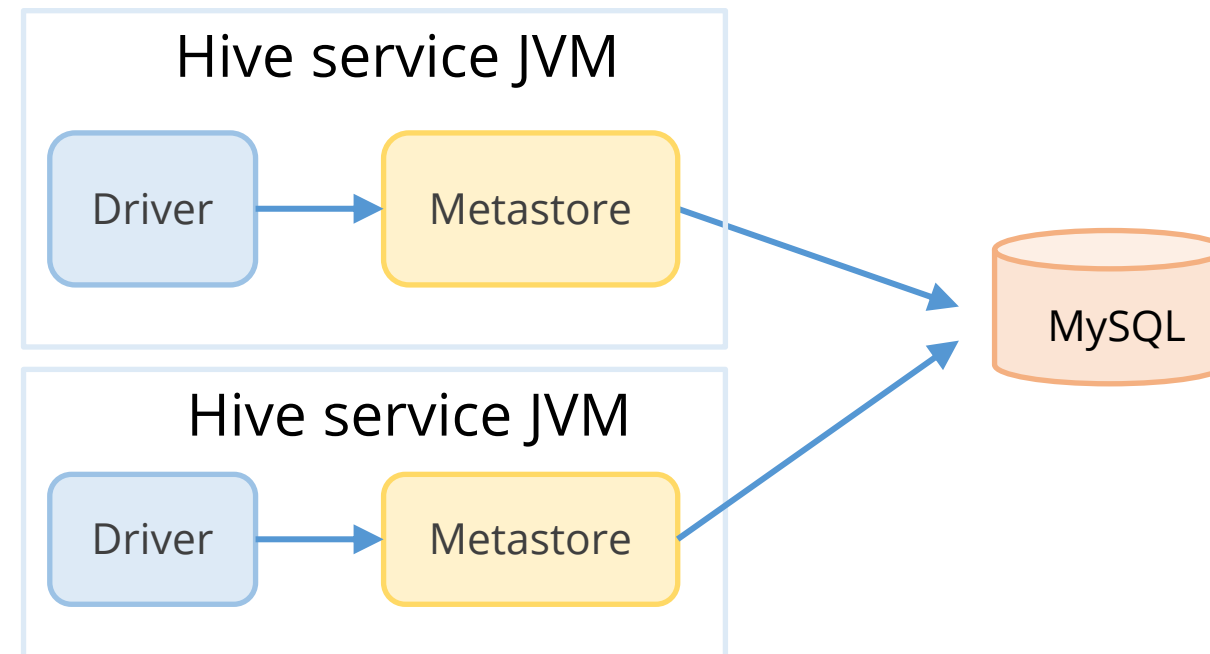 Hive service JVM
Driver
Metastore
MySQL
Hive service JVM
Driver
Metastore